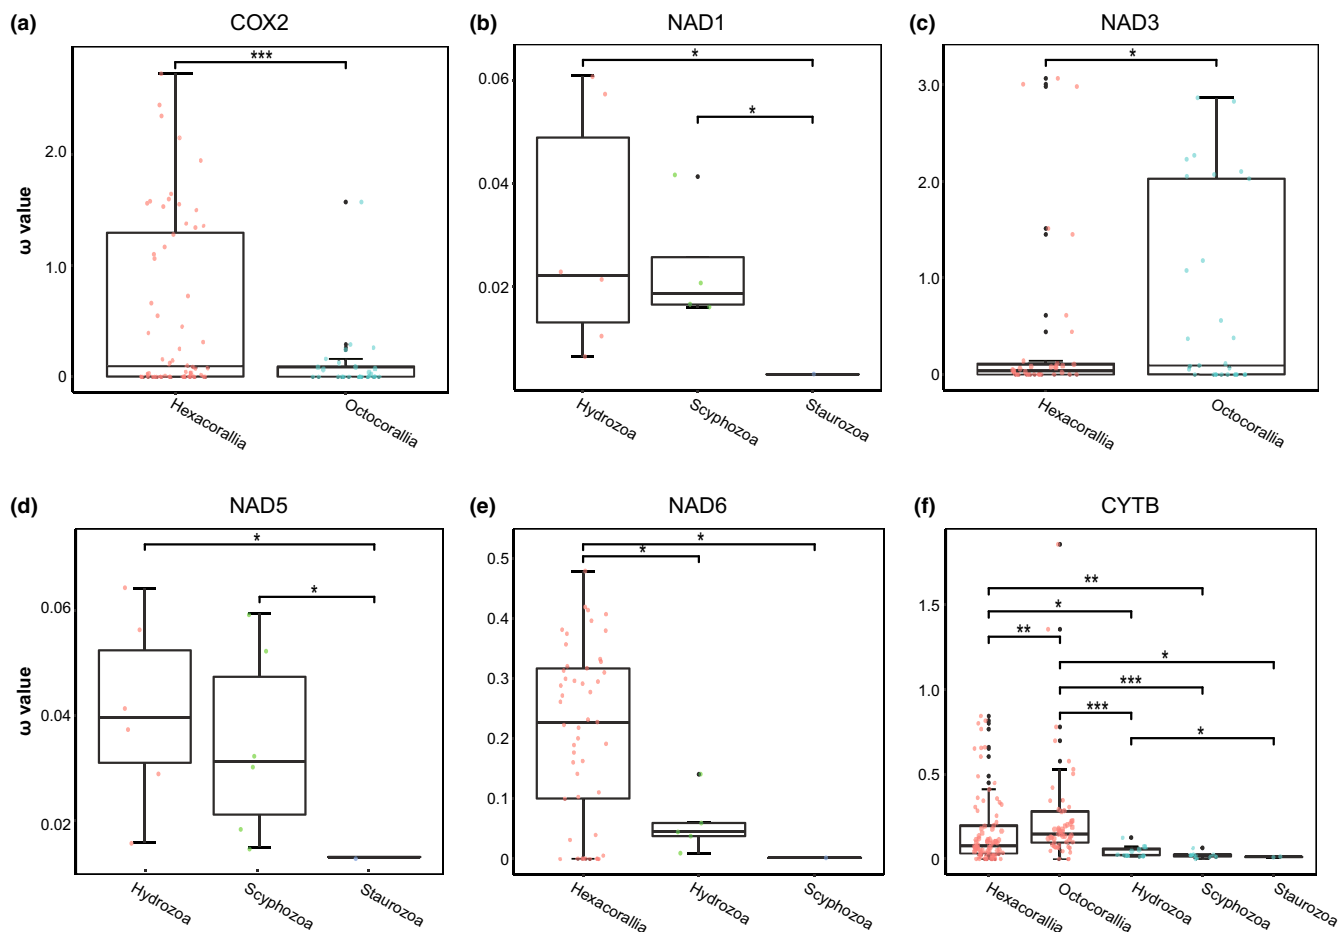 (a) COX2
***
ω value
2.0
1.0
0
Hexacorallia
Octocorallia
(b) NAD1
*
*
0.06
0.04
0.02
Hydrozoa
Scyphozoa
Staurozoa
(c) NAD3
*
3.0
2.0
1.0
0
Hexacorallia
Octocorallia
(d) NAD5
*
*
ω value
0.06
0.04
0.02
Hydrozoa
Scyphozoa
Staurozoa
(e) NAD6
*
*
0.5
0.4
0.3
0.2
0.1
0
Hexacorallia
Hydrozoa
Scyphozoa
(f) CYTB
**
*
**
*
***
***
*
1.5
1.0
0.5
0
Hexacorallia
Octocorallia
Hydrozoa
Scyphozoa
Staurozoa